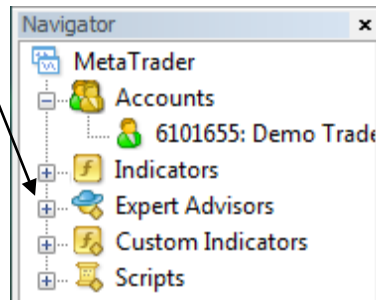 Navigator
MetaTrader
Accounts
6101655: Demo Trade
Indicators
Expert Advisors
Custom Indicators
Scripts